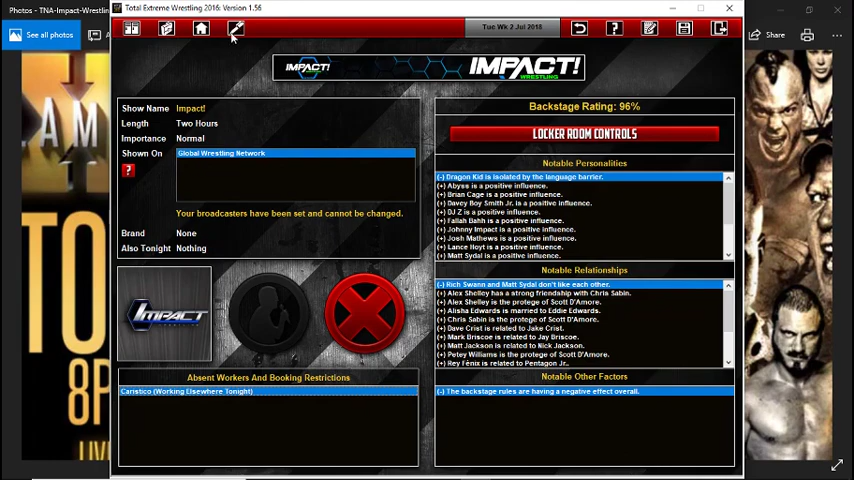 Photos - TNA-Impact-Wrestlin
Total Extreme Wrestling 2016: Version 1.56
See all photos
A
Share
Tue Wk 2 Jul 2018
IMPACT!
IMPACT!
WRESTLING
Show Name Impact!
Length Two Hours
Importance Normal
Shown On Global Wrestling Network
?
Your broadcasters have been set and cannot be changed.
Brand None
Also Tonight Nothing
IMPACT
Absent Workers And Booking Restrictions
Caristico (Working Elsewhere Tonight)
Backstage Rating: 96%
LOCKER ROOM CONTROLS
Notable Personalities
(-) Dragon Kid is isolated by the language barrier.
(+) Abyss is a positive influence.
(+) Brian Cage is a positive influence.
(+) Davey Boy Smith Jr. is a positive influence.
(+) DJ Z is a positive influence.
(+) Fallah Bahh is a positive influence.
(+) Johnny Impact is a positive influence.
(+) Josh Mathews is a positive influence.
(+) Lance Hoyt is a positive influence.
(+) Matt Sydal is a positive influence.
Notable Relationships
(-) Rich Swann and Matt Sydal don't like each other.
(+) Alex Shelley has a strong friendship with Chris Sabin.
(+) Alex Shelley is the protege of Scott D'Amore.
(+) Alisha Edwards is married to Eddie Edwards.
(+) Chris Sabin is the protege of Scott D'Amore.
(+) Dave Crist is related to Jake Crist.
(+) Mark Briscoe is related to Jay Briscoe.
(+) Matt Jackson is related to Nick Jackson.
(+) Petey Williams is the protege of Scott D'Amore.
(+) Rey Fénix is related to Pentagon Jr..
Notable Other Factors
(-) The backstage rules are having a negative effect overall.
AM
TO
8P
LIV